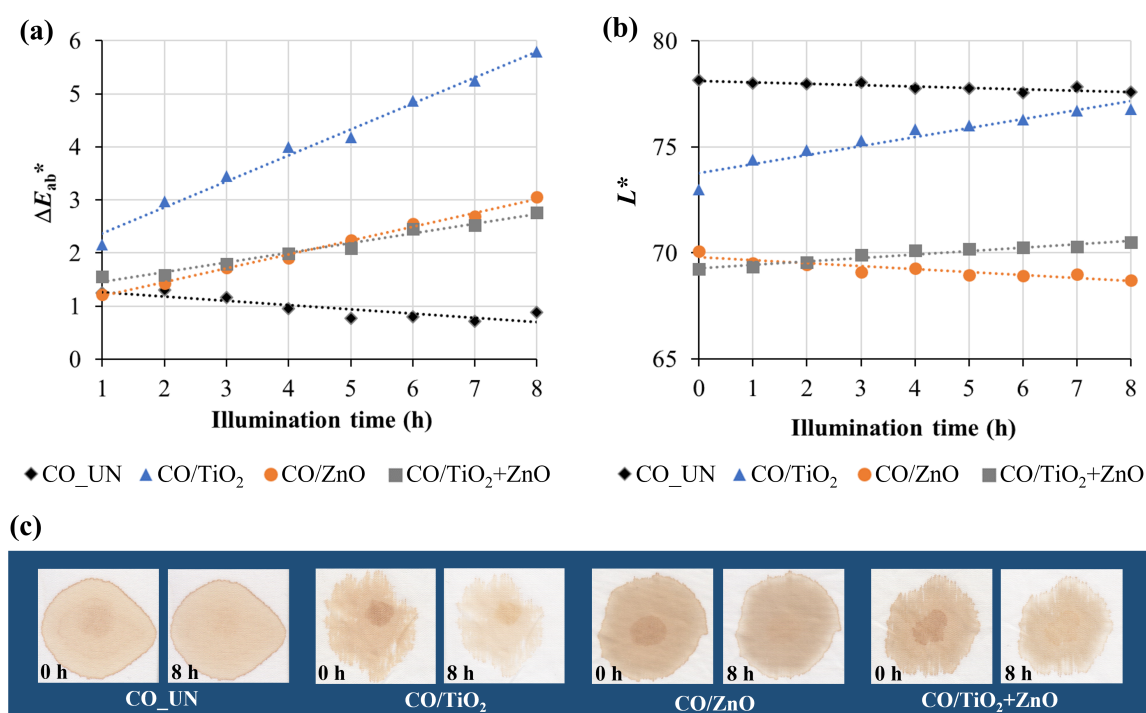 (a)
6
5
4
3
2
1
0
ΔEab*
1 2 3 4 5 6 7 8
Illumination time (h)
◆ CO_UN ▲ CO/TiO₂ ● CO/ZnO ■ CO/TiO₂+ZnO
(b)
80
75
70
65
L*
0 1 2 3 4 5 6 7 8
Illumination time (h)
◆ CO_UN ▲ CO/TiO₂ ● CO/ZnO ■ CO/TiO₂+ZnO
(c)
0 h 8 h 0 h 8 h 0 h 8 h 0 h 8 h
CO_UN CO/TiO₂ CO/ZnO CO/TiO₂+ZnO